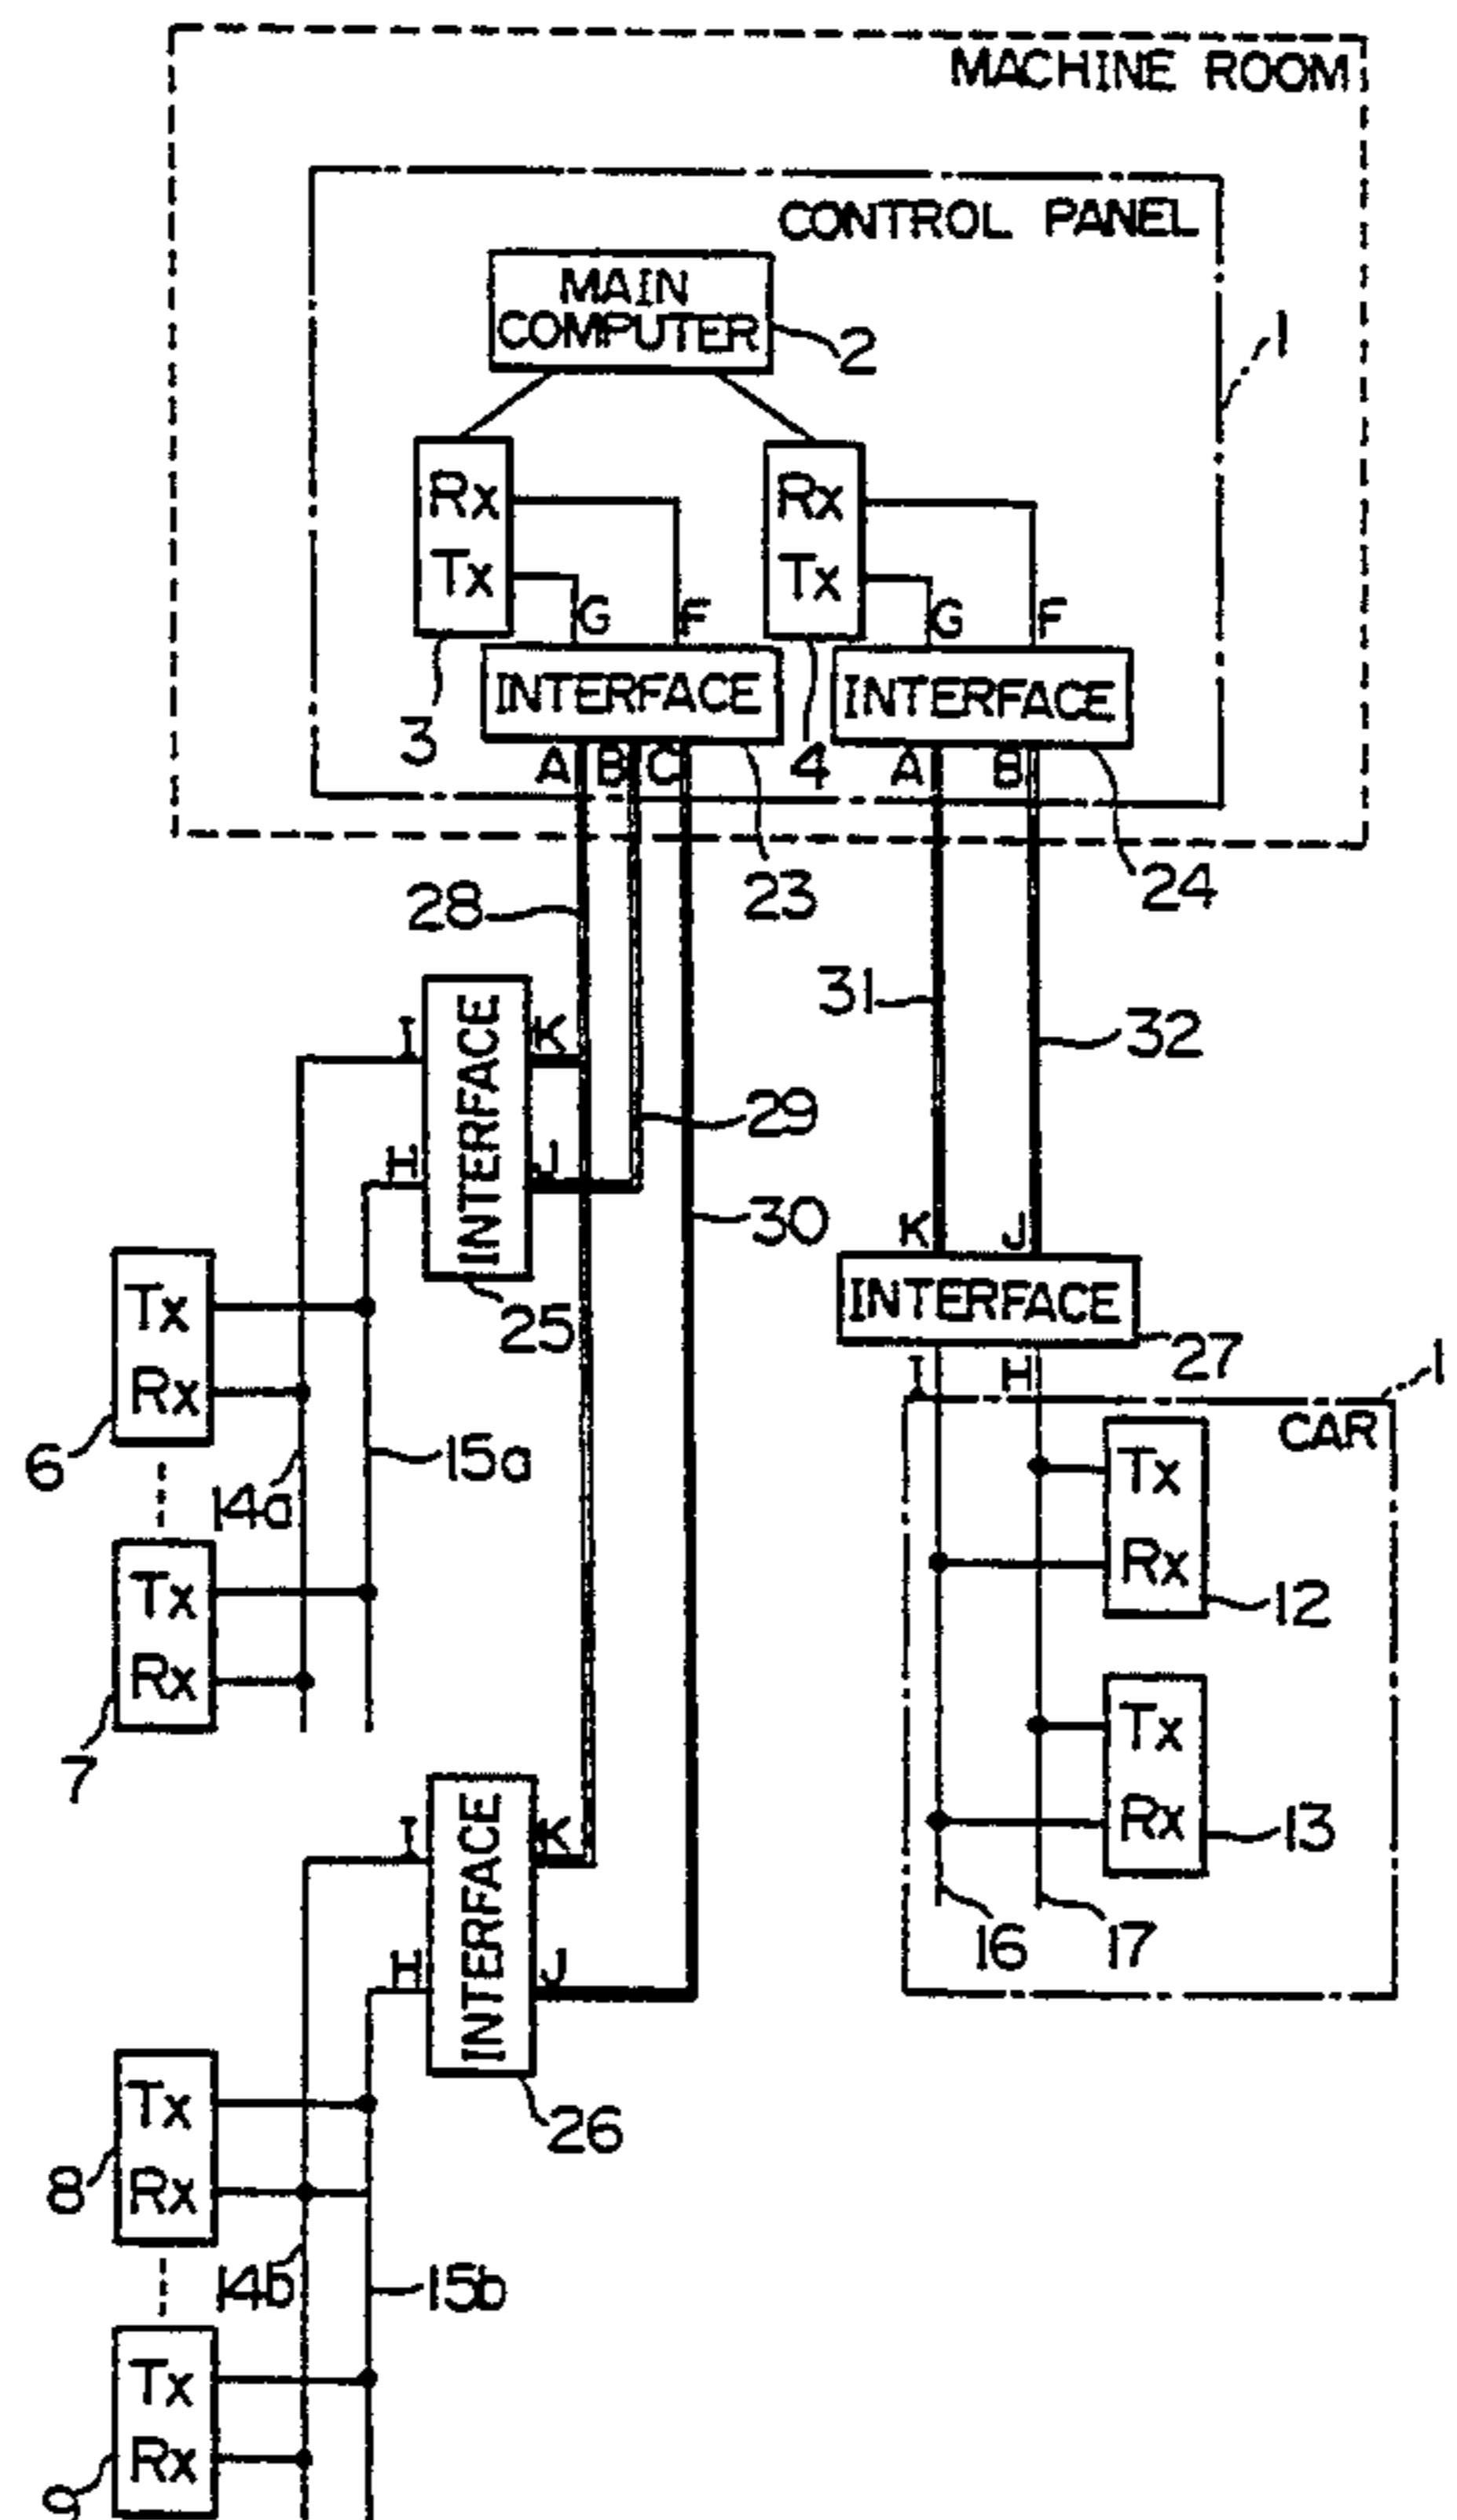 MACHINE ROOM
CONTROL PANEL
MAIN
COMPUTER
2
1
Rx
Tx
Rx
Tx
G
F
G
F
INTERFACE
INTERFACE
3
4
A
B
C
A
B
28
23
24
31
32
I
INTERFACE
K
29
H
J
30
K
J
Tx
Rx
25
INTERFACE
27
I
H
1
CAR
6
14a
15a
Tx
Rx
12
Tx
Rx
7
Tx
Rx
13
16
17
I
INTERFACE
K
H
J
26
Tx
Rx
8
14b
15b
Tx
Rx
9